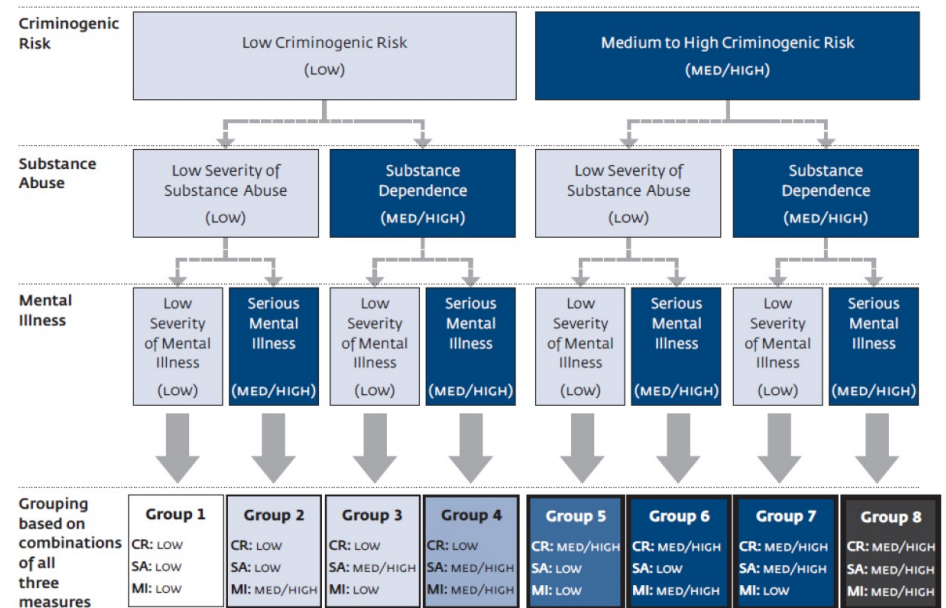 Criminogenic
Risk
Low Criminogenic Risk
(LOW)
Medium to High Criminogenic Risk
(MED/HIGH)
Substance
Abuse
Low Severity of
Substance Abuse
(LOW)
Substance
Dependence
(MED/HIGH)
Low Severity of
Substance Abuse
(LOW)
Substance
Dependence
(MED/HIGH)
Mental
Illness
Low
Severity
of Mental
Illness
(LOW)
Serious
Mental
Illness
(MED/HIGH)
Low
Severity
of Mental
Illness
(LOW)
Serious
Mental
Illness
(MED/HIGH)
Low
Severity
of Mental
Illness
(LOW)
Serious
Mental
Illness
(MED/HIGH)
Low
Severity
of Mental
Illness
(LOW)
Serious
Mental
Illness
(MED/HIGH)
Grouping
based on
combinations
of all
three
measures
Group 1
CR: LOW
SA: LOW
MI: LOW
Group 2
CR: LOW
SA: LOW
MI: MED/HIGH
Group 3
CR: LOW
SA: MED/HIGH
MI: LOW
Group 4
CR: LOW
SA: MED/HIGH
MI: MED/HIGH
Group 5
CR: MED/HIGH
SA: LOW
MI: LOW
Group 6
CR: MED/HIGH
SA: LOW
MI: MED/HIGH
Group 7
CR: MED/HIGH
SA: MED/HIGH
MI: LOW
Group 8
CR: MED/HIGH
SA: MED/HIGH
MI: MED/HIGH